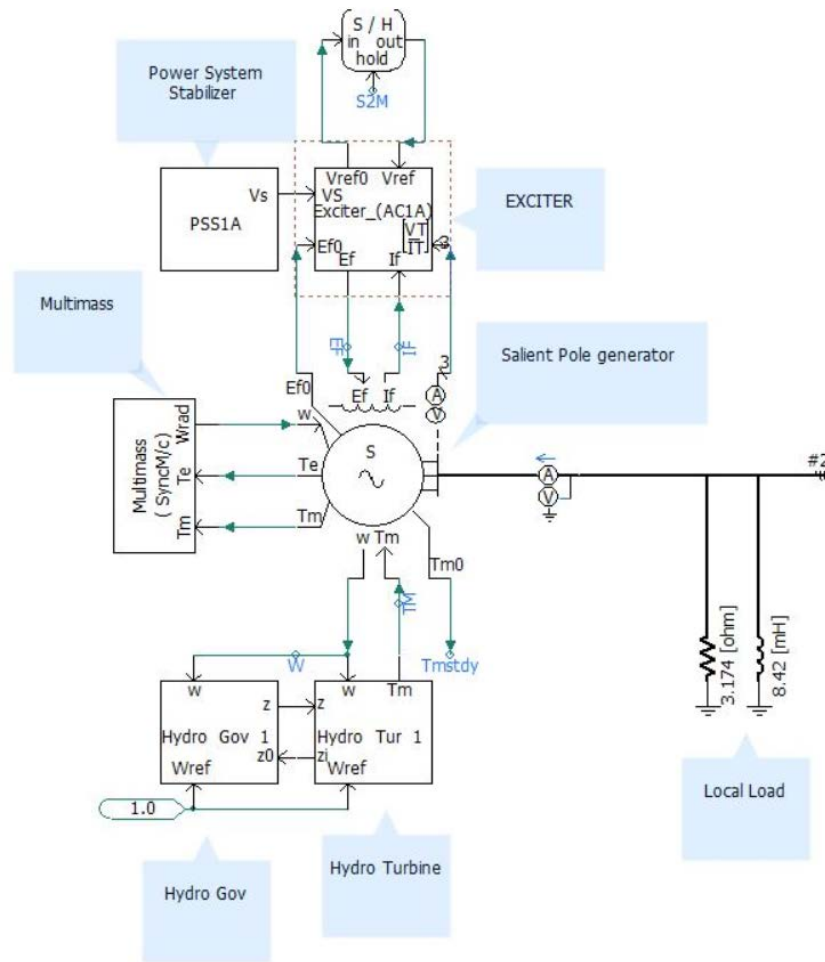 S / H
in out
hold
S2M
Power System
Stabilizer
Vref0 Vref
Vs
VS
PSS1A
Exciter_(AC1A)
EXCITER
VT
IT
3
Ef0
Ef If
Multimass
EF
IF
Salient Pole generator
3
Ef0
Ef If
A
V
w
S
Wrad
Te
Tm
Multimass
( SyncM/c)
Te
Tm
A
V
#2
w Tm
Tm0
TM
W
Tmstdy
3.174 [ohm]
8.42 [mH]
w
z
Hydro Gov 1
z0
Wref
w Tm
z
Hydro Tur 1
zi
Wref
1.0
Local Load
Hydro Turbine
Hydro Gov